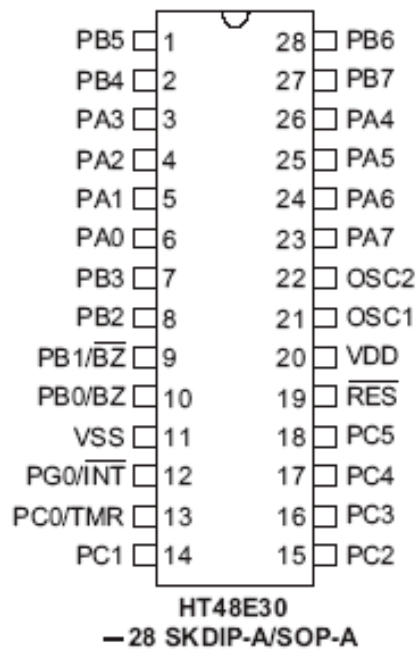 PB5 1 28 PB6
PB4 2 27 PB7
PA3 3 26 PA4
PA2 4 25 PA5
PA1 5 24 PA6
PA0 6 23 PA7
PB3 7 22 OSC2
PB2 8 21 OSC1
PB1/B̅Z̅ 9 20 VDD
PB0/BZ 10 19 R̅E̅S̅
VSS 11 18 PC5
PG0/I̅N̅T̅ 12 17 PC4
PC0/TMR 13 16 PC3
PC1 14 15 PC2
HT48E30
– 28 SKDIP-A/SOP-A